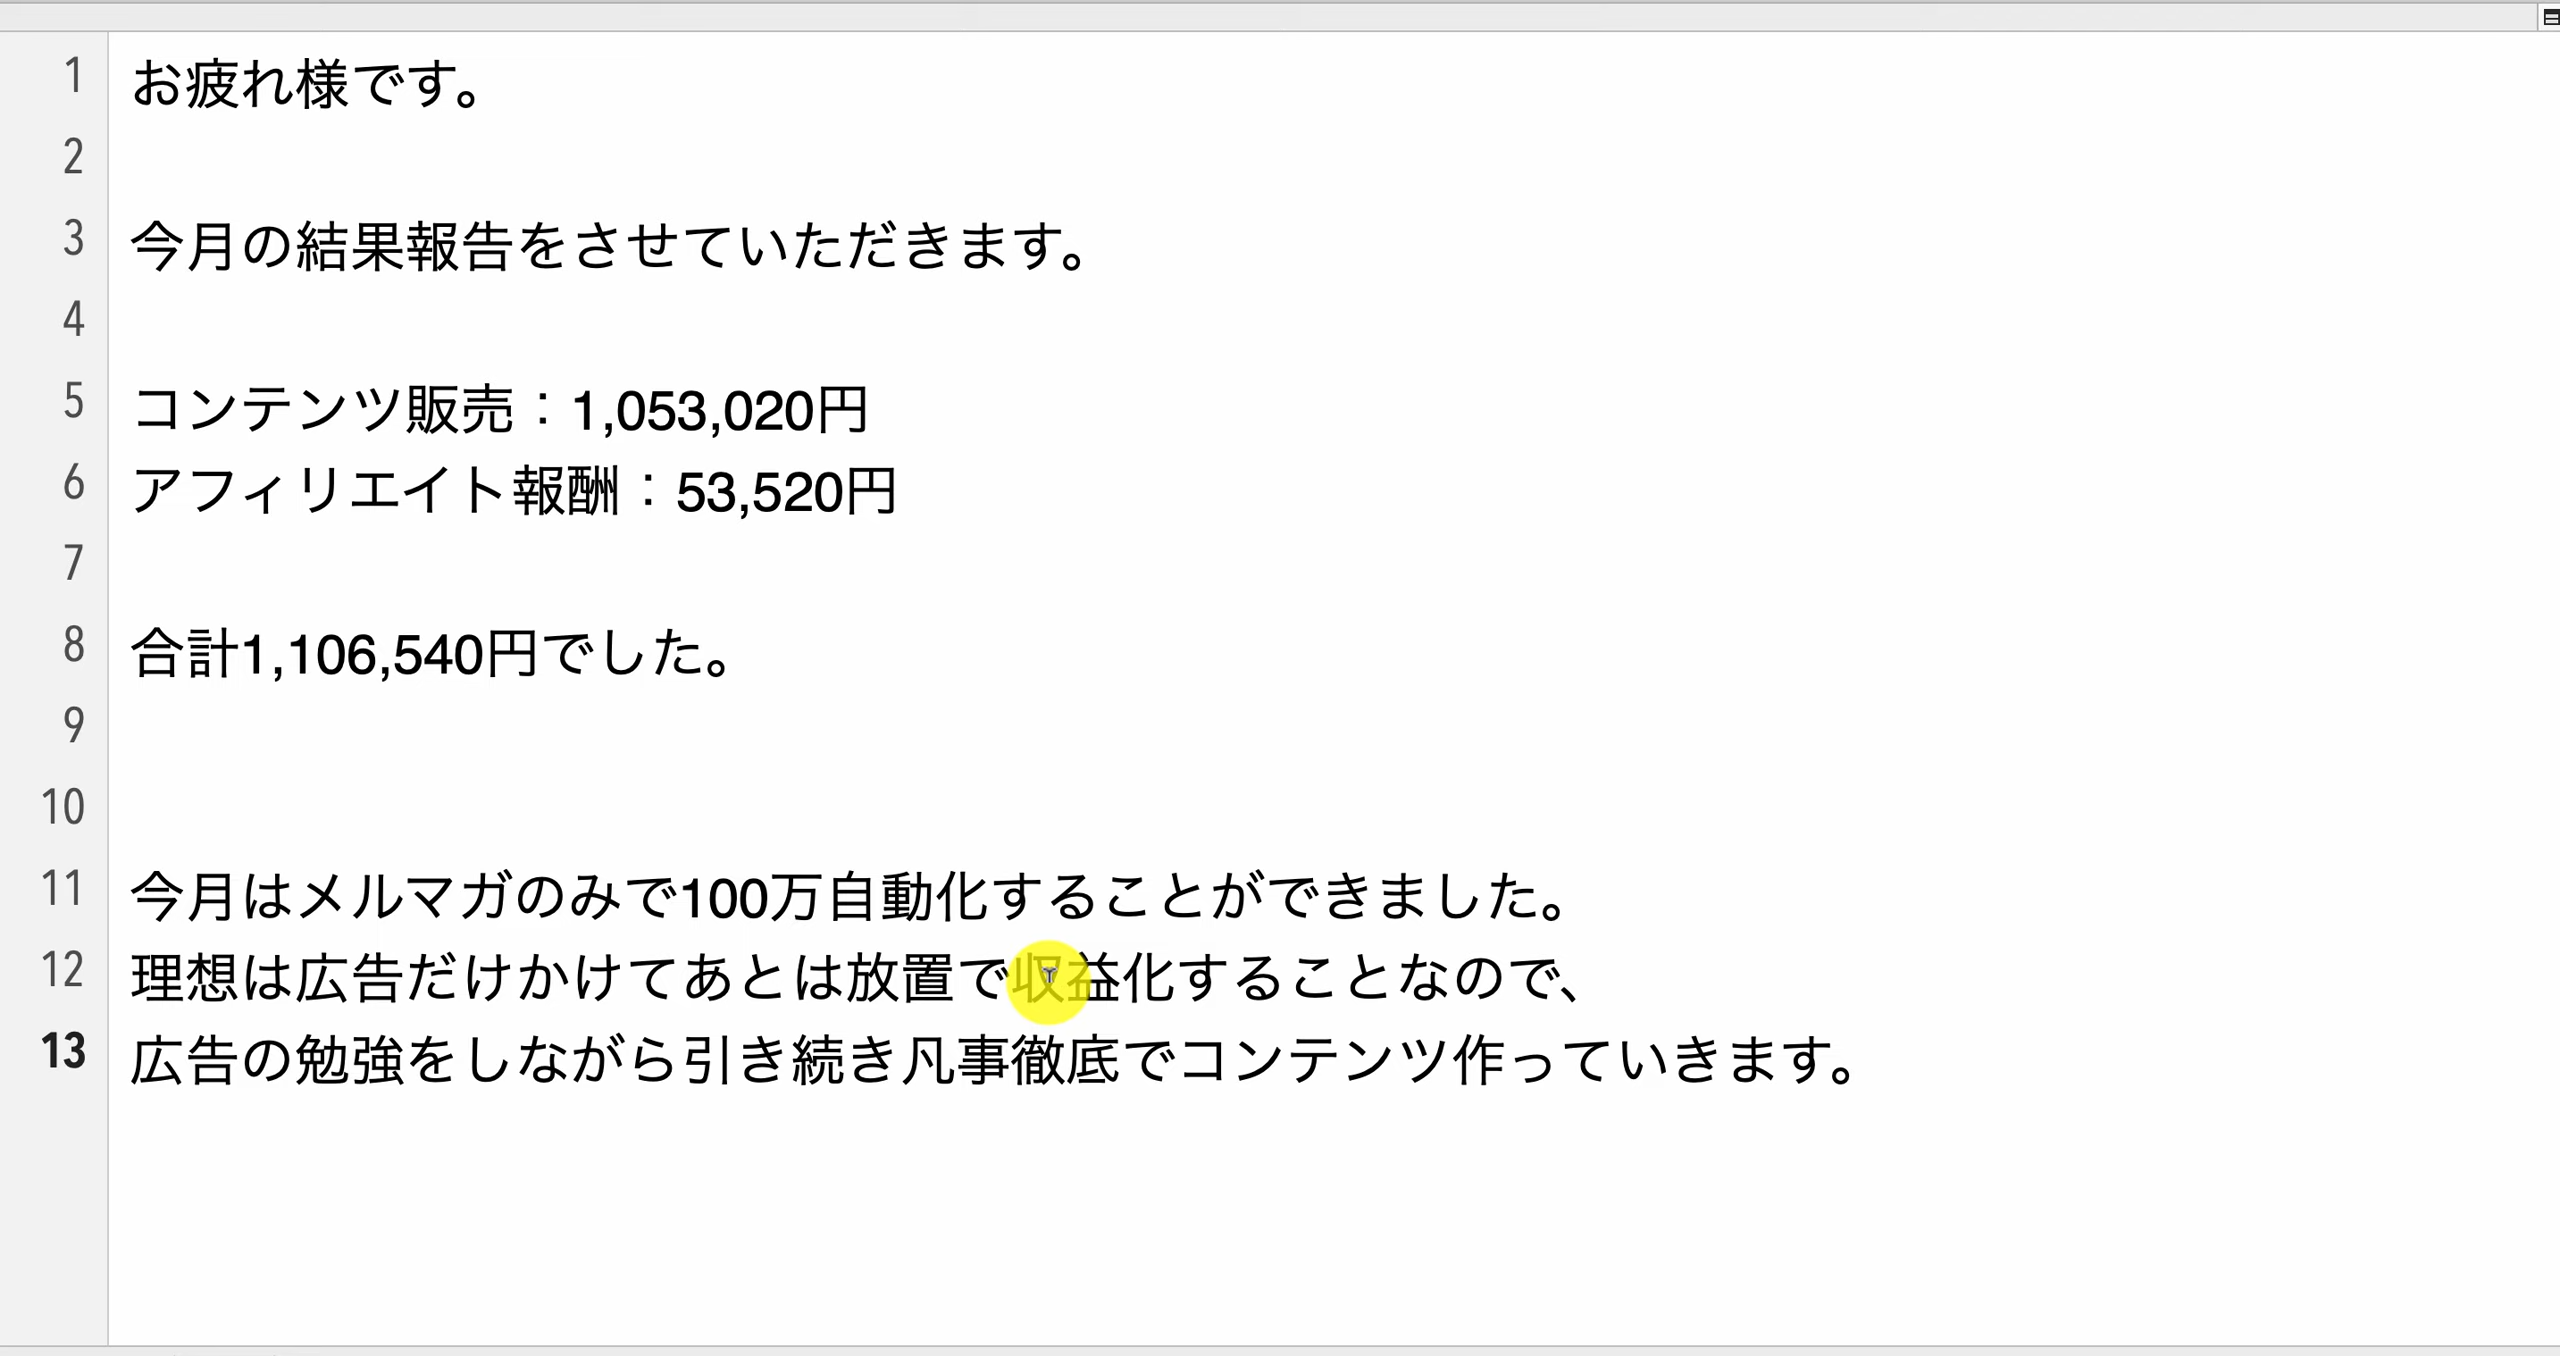 1 お疲れ様です。
2
3 今月の結果報告をさせていただきます。
4
5 コンテンツ販売：1,053,020円
6 アフィリエイト報酬：53,520円
7
8 合計1,106,540円でした。
9
10
11 今月はメルマガのみで100万自動化することができました。
12 理想は広告だけかけてあとは放置で収益化することなので、
13 広告の勉強をしながら引き続き凡事徹底でコンテンツ作っていきます。